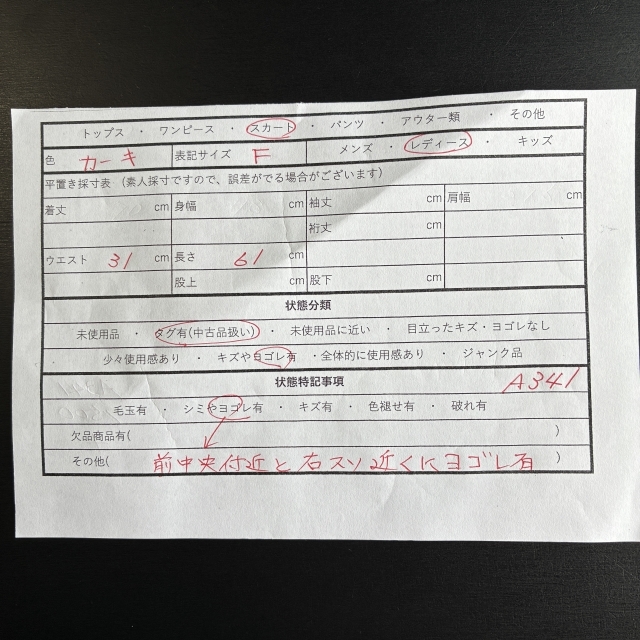 トップス ・ ワンピース ・ スカート ・ パンツ ・ アウター類 ・ その他
色 カーキ 表記サイズ F メンズ ・ レディース ・ キッズ
平置き採寸表 (素人採寸ですので、誤差がでる場合がございます)
着丈 cm 身幅 cm 袖丈 cm 肩幅 cm
裄丈 cm
ウエスト 31 cm 長さ 61 cm
股上 cm 股下 cm
状態分類
未使用品 ・ タグ有(中古品扱い) ・ 未使用品に近い ・ 目立ったキズ・ヨゴレなし
少々使用感あり ・ キズやヨゴレ有 ・全体的に使用感あり ・ ジャンク品
状態特記事項 A341
毛玉有 ・ シミやヨゴレ有 ・ キズ有 ・ 色褪せ有 ・ 破れ有
欠品商品有( )
その他( 前中央付近と右スソ近くにヨゴレ有 )